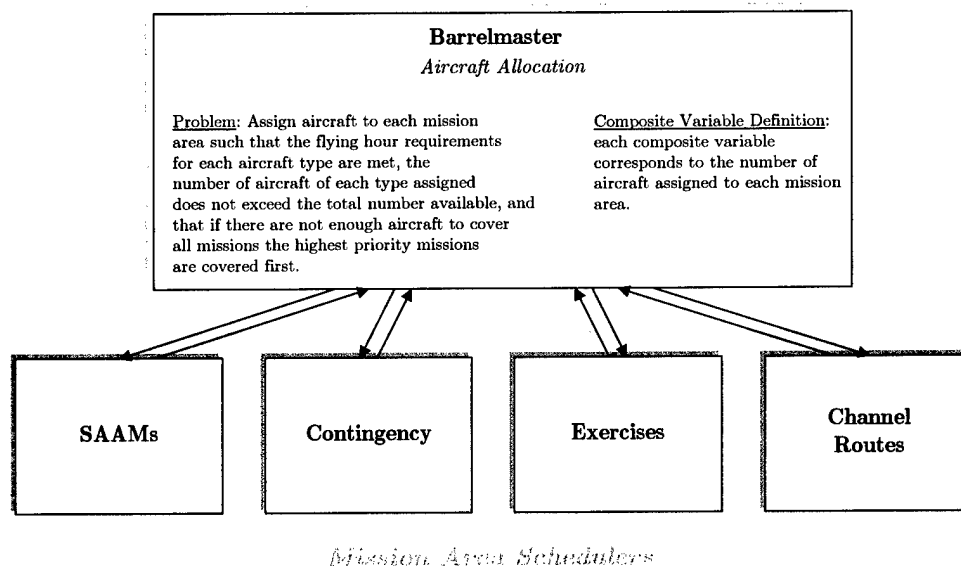 Barrelmaster
Aircraft Allocation
Problem: Assign aircraft to each mission
area such that the flying hour requirements
for each aircraft type are met, the
number of aircraft of each type assigned
does not exceed the total number available, and
that if there are not enough aircraft to cover
all missions the highest priority missions
are covered first.
Composite Variable Definition:
each composite variable
corresponds to the number of
aircraft assigned to each mission
area.
SAAMs
Contingency
Exercises
Channel
Routes
Mission Area Schedulers